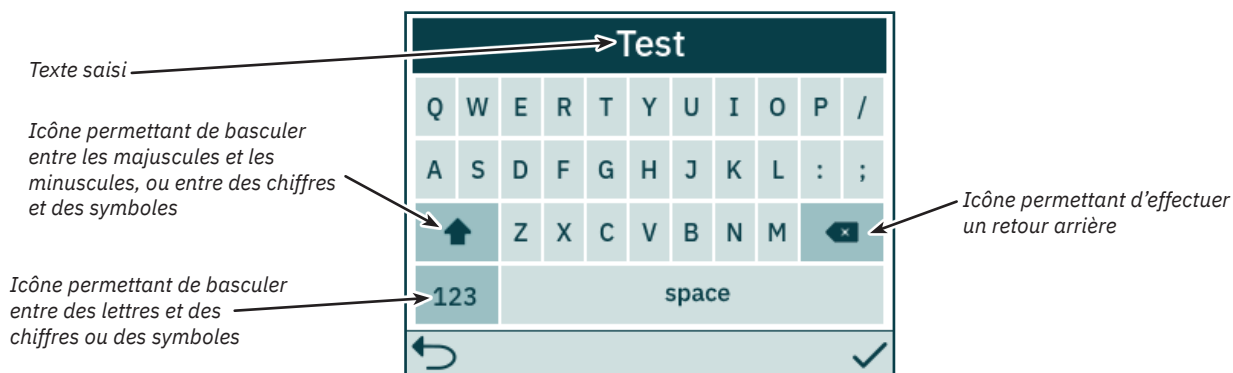 Test
Texte saisi
Q W E R T Y U I O P /
Icône permettant de basculer
entre les majuscules et les
minuscules, ou entre des chiffres
et des symboles
A S D F G H J K L : ;
Icône permettant d’effectuer
un retour arrière
Z X C V B N M
Icône permettant de basculer
entre des lettres et des
chiffres ou des symboles
123 space